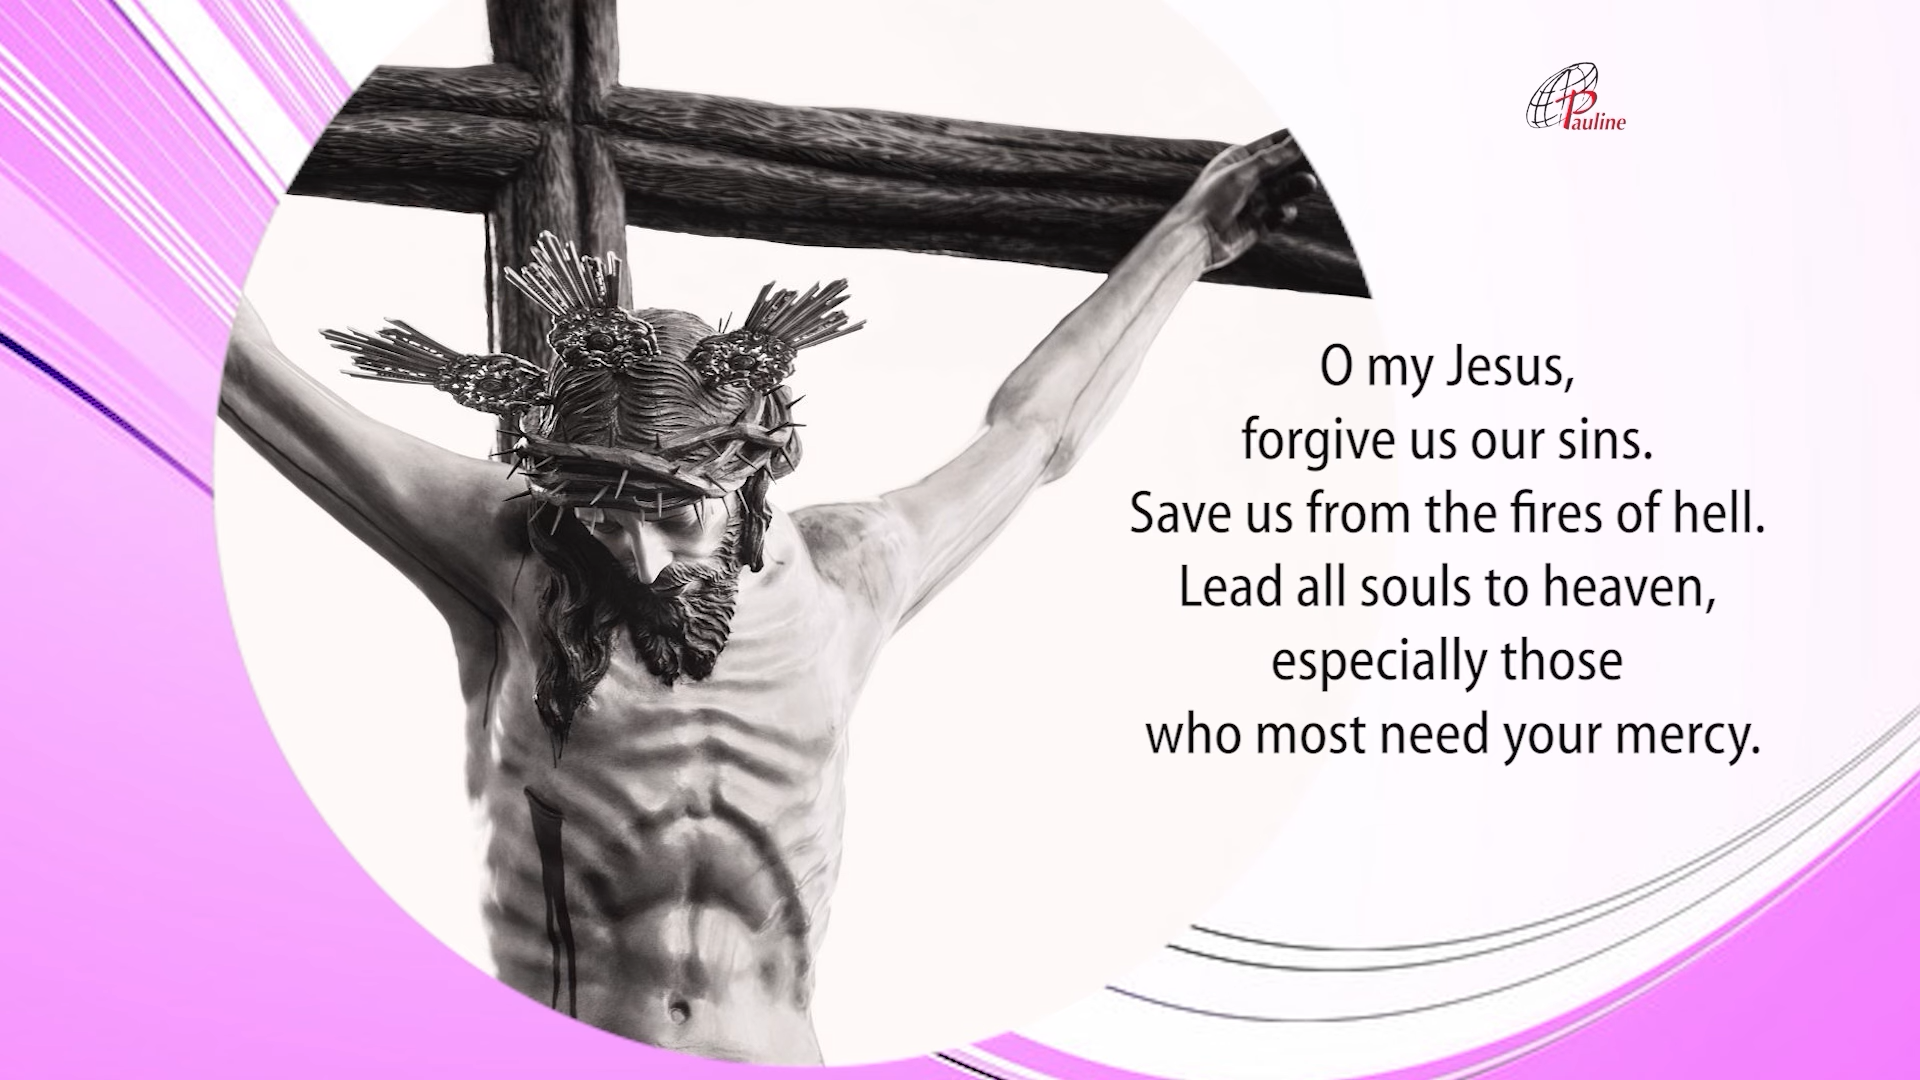 Pauline
O my Jesus,
forgive us our sins.
Save us from the fires of hell.
Lead all souls to heaven,
especially those
who most need your mercy.